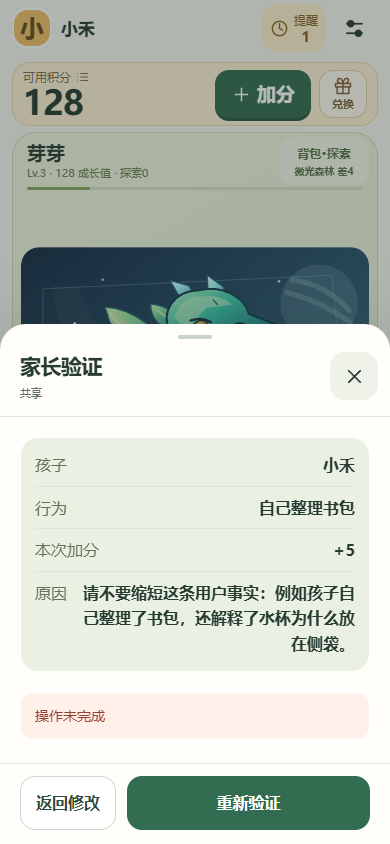 小 小禾
提醒
1
可用积分
128
加分
兑换
芽芽
Lv.3 · 128 成长值 · 探索0
背包•探索
微光森林 差4
家长验证
共享
孩子 小禾
行为 自己整理书包
本次加分 +5
原因 请不要缩短这条用户事实：例如孩子自
己整理了书包，还解释了水杯为什么放
在侧袋。
操作未完成
返回修改 重新验证